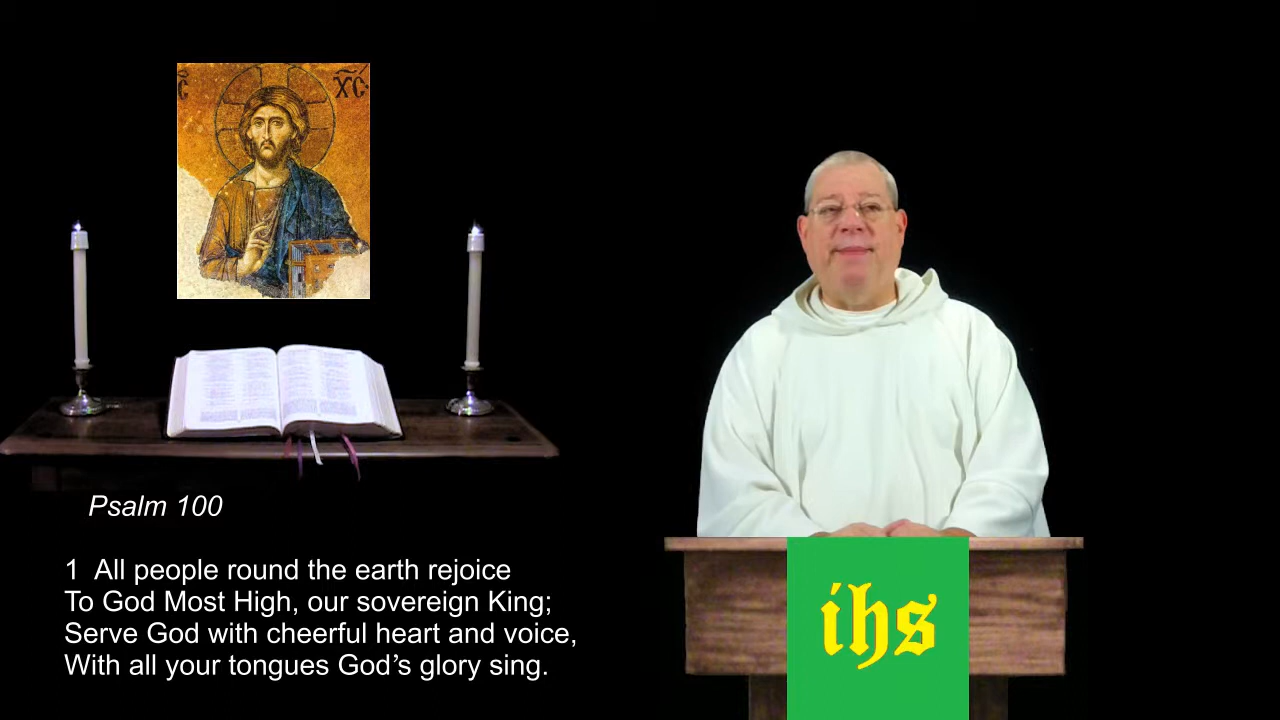 C
XC
Psalm 100
1 All people round the earth rejoice
To God Most High, our sovereign King;
Serve God with cheerful heart and voice,
With all your tongues God’s glory sing.
ihs